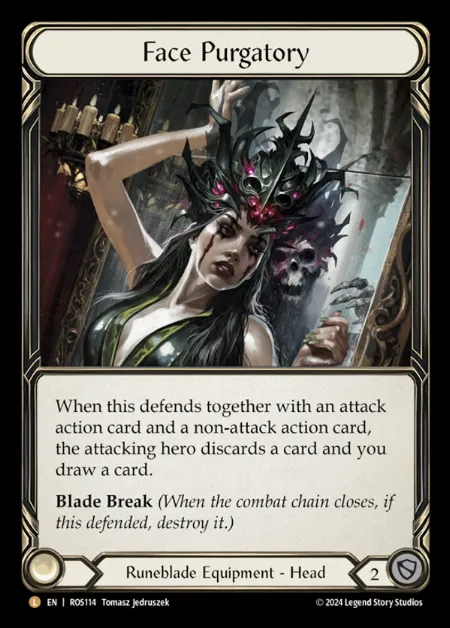 Face Purgatory
When this defends together with an attack
action card and a non-attack action card,
the attacking hero discards a card and you
draw a card.
Blade Break (When the combat chain closes, if
this defended, destroy it.)
Runeblade Equipment - Head
2
L EN | ROS114 Tomasz Jedruszek
© 2024 Legend Story Studios